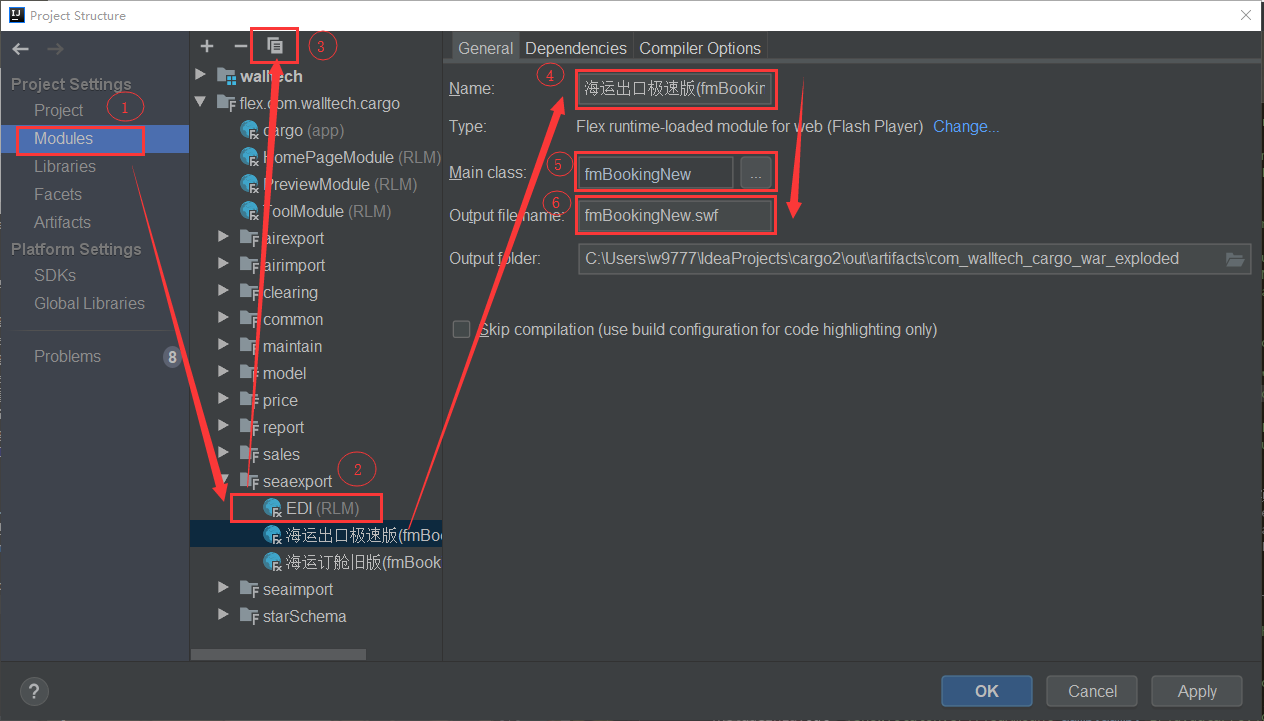 Project Structure
Project Settings
Project
1
Modules
Libraries
Facets
Artifacts
Platform Settings
SDKs
Global Libraries
Problems
8
3
walltech
flex.com.walltech.cargo
cargo (app)
HomePageModule (RLM)
PreviewModule (RLM)
ToolModule (RLM)
airexport
airimport
clearing
common
maintain
model
price
report
sales
seaexport
2
EDI (RLM)
海运出口极速版(fmBoo
海运订舱旧版(fmBook
seaimport
starSchema
General Dependencies Compiler Options
4
Name: 海运出口极速版(fmBookin
Type: Flex runtime-loaded module for web (Flash Player) Change...
5
Main class: fmBookingNew ...
6
Output file name: fmBookingNew.swf
Output folder: C:\Users\w9777\IdeaProjects\cargo2\out\artifacts\com_walltech_cargo_war_exploded
Skip compilation (use build configuration for code highlighting only)
?
OK Cancel Apply